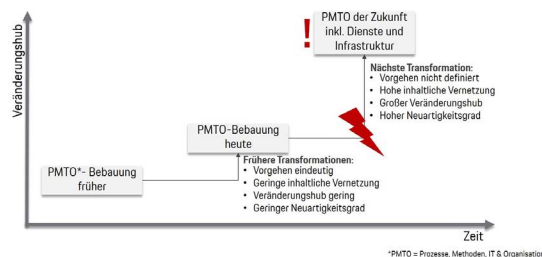 Veränderungshub
!
PMTO der Zukunft
inkl. Dienste und
Infrastruktur
Nächste Transformation:
• Vorgehen nicht definiert
• Hohe inhaltliche Vernetzung
• Großer Veränderungshub
• Hoher Neuartigkeitsgrad
PMTO-Bebauung
heute
Frühere Transformationen:
• Vorgehen eindeutig
• Geringe inhaltliche Vernetzung
• Veränderungshub gering
• Geringer Neuartigkeitsgrad
PMTO*- Bebauung
früher
Zeit
*PMTO = Prozesse, Methoden, IT & Organisation